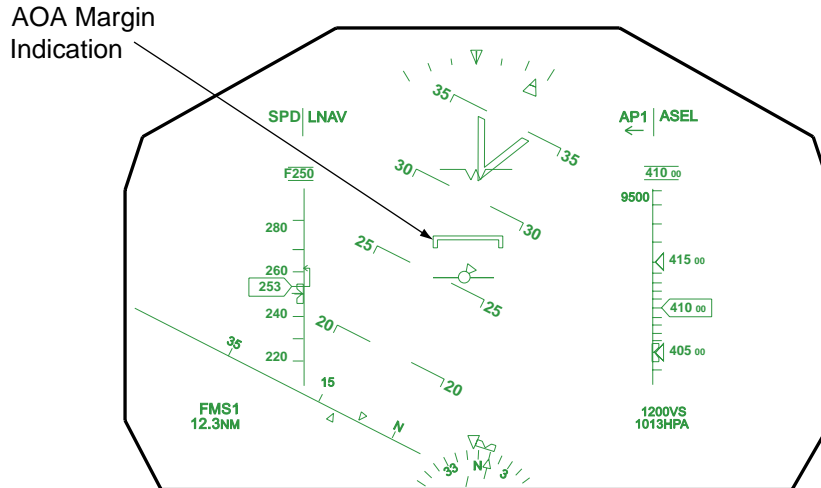 AOA Margin
Indication
35
SPD LNAV
AP1 ASEL
35
F250
30
410 00
9500
280
30
25
415 00
260
253
25
410 00
240
20
35
220
405 00
20
15
FMS1
12.3NM
N
1200VS
1013HPA
33 N 3